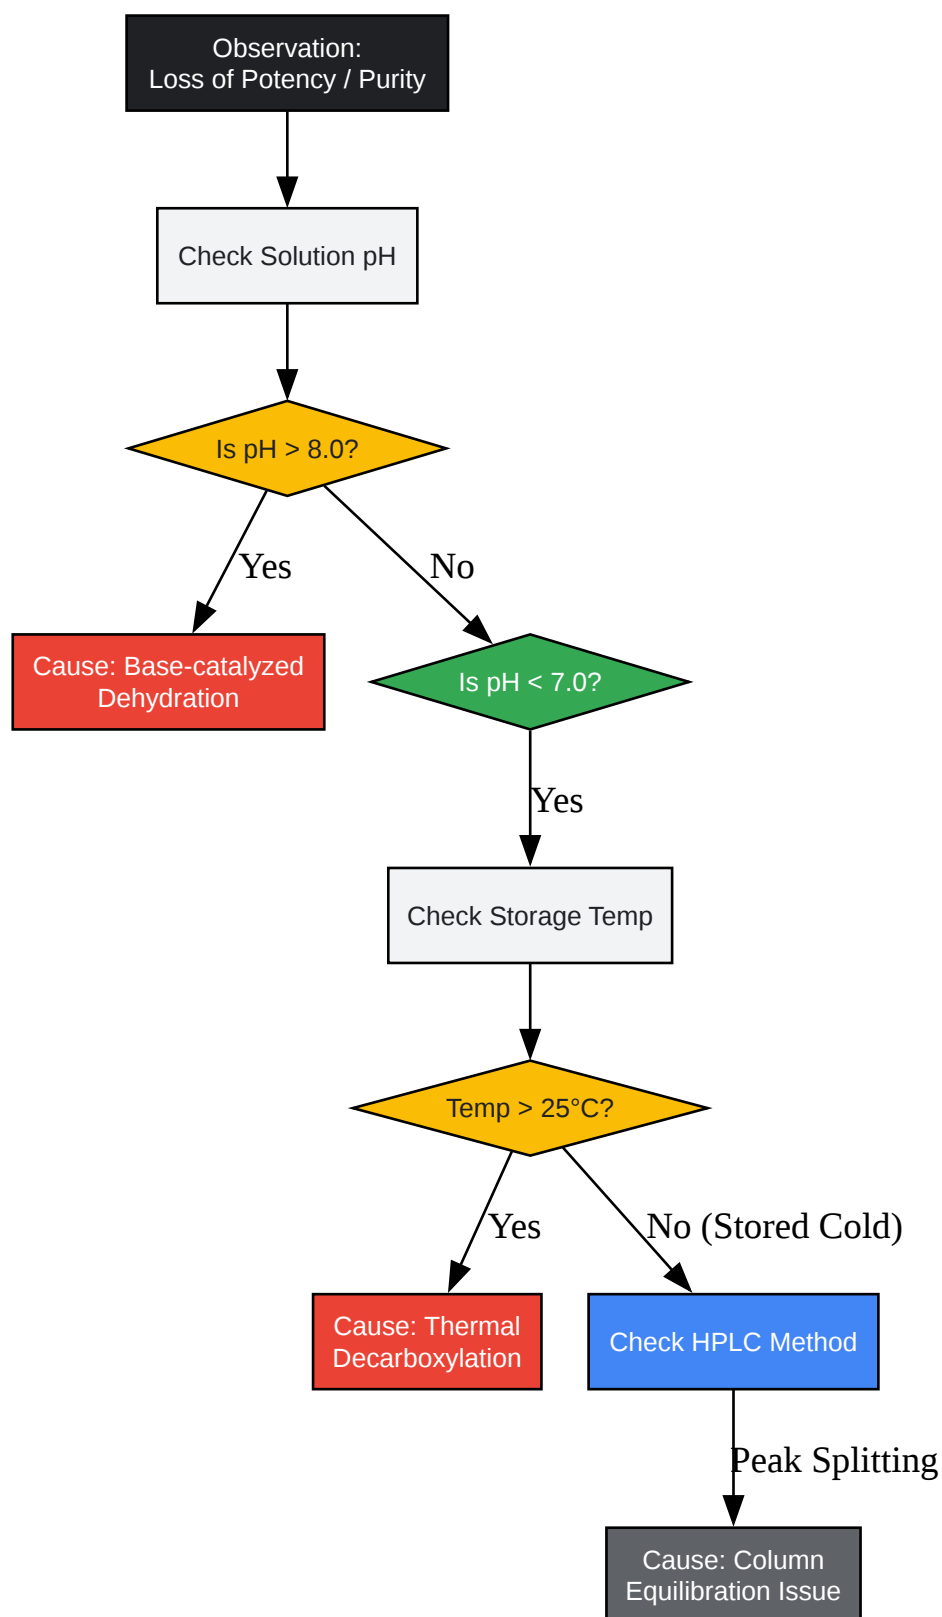 Observation:
Loss of Potency / Purity
Check Solution pH
Is pH > 8.0?
Yes
No
Cause: Base-catalyzed
Dehydration
Is pH < 7.0?
Yes
Check Storage Temp
Temp > 25°C?
Yes
No (Stored Cold)
Cause: Thermal
Decarboxylation
Check HPLC Method
Peak Splitting
Cause: Column
Equilibration Issue